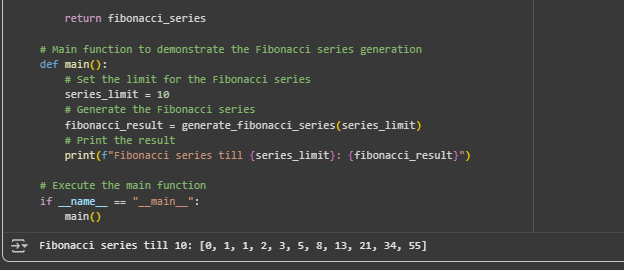 return fibonacci_series

# Main function to demonstrate the Fibonacci series generation
def main():
    # Set the limit for the Fibonacci series
    series_limit = 10
    # Generate the Fibonacci series
    fibonacci_result = generate_fibonacci_series(series_limit)
    # Print the result
    print(f"Fibonacci series till {series_limit}: {fibonacci_result}")

# Execute the main function
if __name__ == "__main__":
    main()
Fibonacci series till 10: [0, 1, 1, 2, 3, 5, 8, 13, 21, 34, 55]